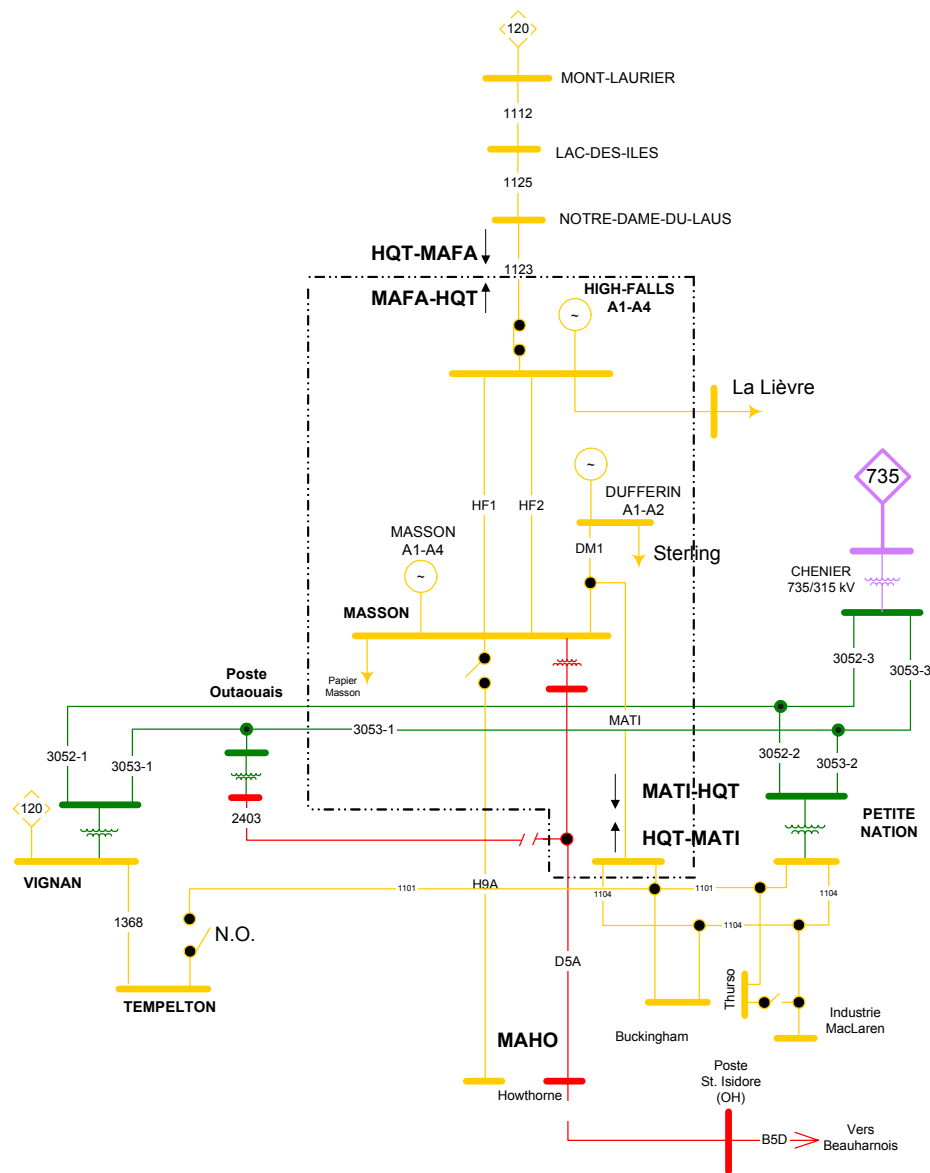 120
MONT-LAURIER
1112
LAC-DES-ILES
1125
NOTRE-DAME-DU-LAUS
HQT-MAFA
1123
MAFA-HQT
HIGH-FALLS
A1-A4
~
La Lièvre
735
~
DUFFERIN
A1-A2
HF1
HF2
MASSON
A1-A4
DM1
Sterling
~
CHENIER
735/315 kV
MASSON
Papier
Masson
Poste
Outaouais
3052-3
3053-3
MATI
3053-1
3052-1
3053-1
3052-2
3053-2
MATI-HQT
120
2403
HQT-MATI
PETITE
NATION
VIGNAN
H9A
1101
1101
1104
1104
1368
N.O.
1104
D5A
TEMPELTON
Thurso
Buckingham
Industrie
MacLaren
MAHO
Howthorne
Poste
St. Isidore
(OH)
B5D
Vers
Beauharnois